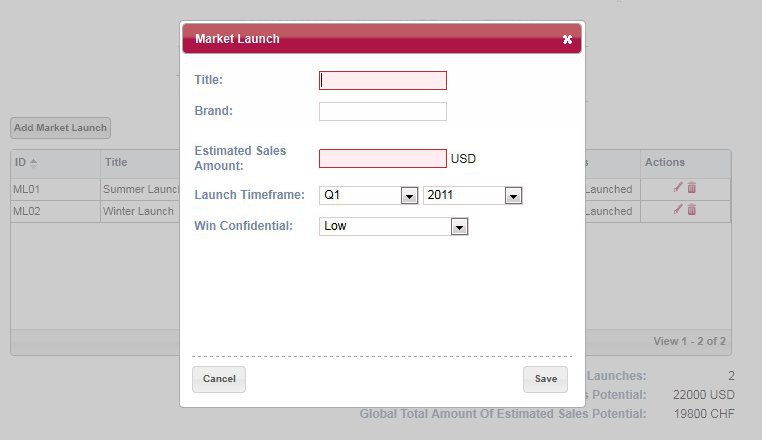 Market Launch
Title:
Brand:
Estimated Sales
Amount:
USD
Launch Timeframe:
Q1
2011
Win Confidential:
Low
Cancel
Save
Add Market Launch
ID
Title
Actions
ML01
Summer Launch
Launched
ML02
Winter Launch
Launched
View 1 - 2 of 2
Launches:
2
Potential:
22000 USD
Global Total Amount Of Estimated Sales Potential:
19800 CHF